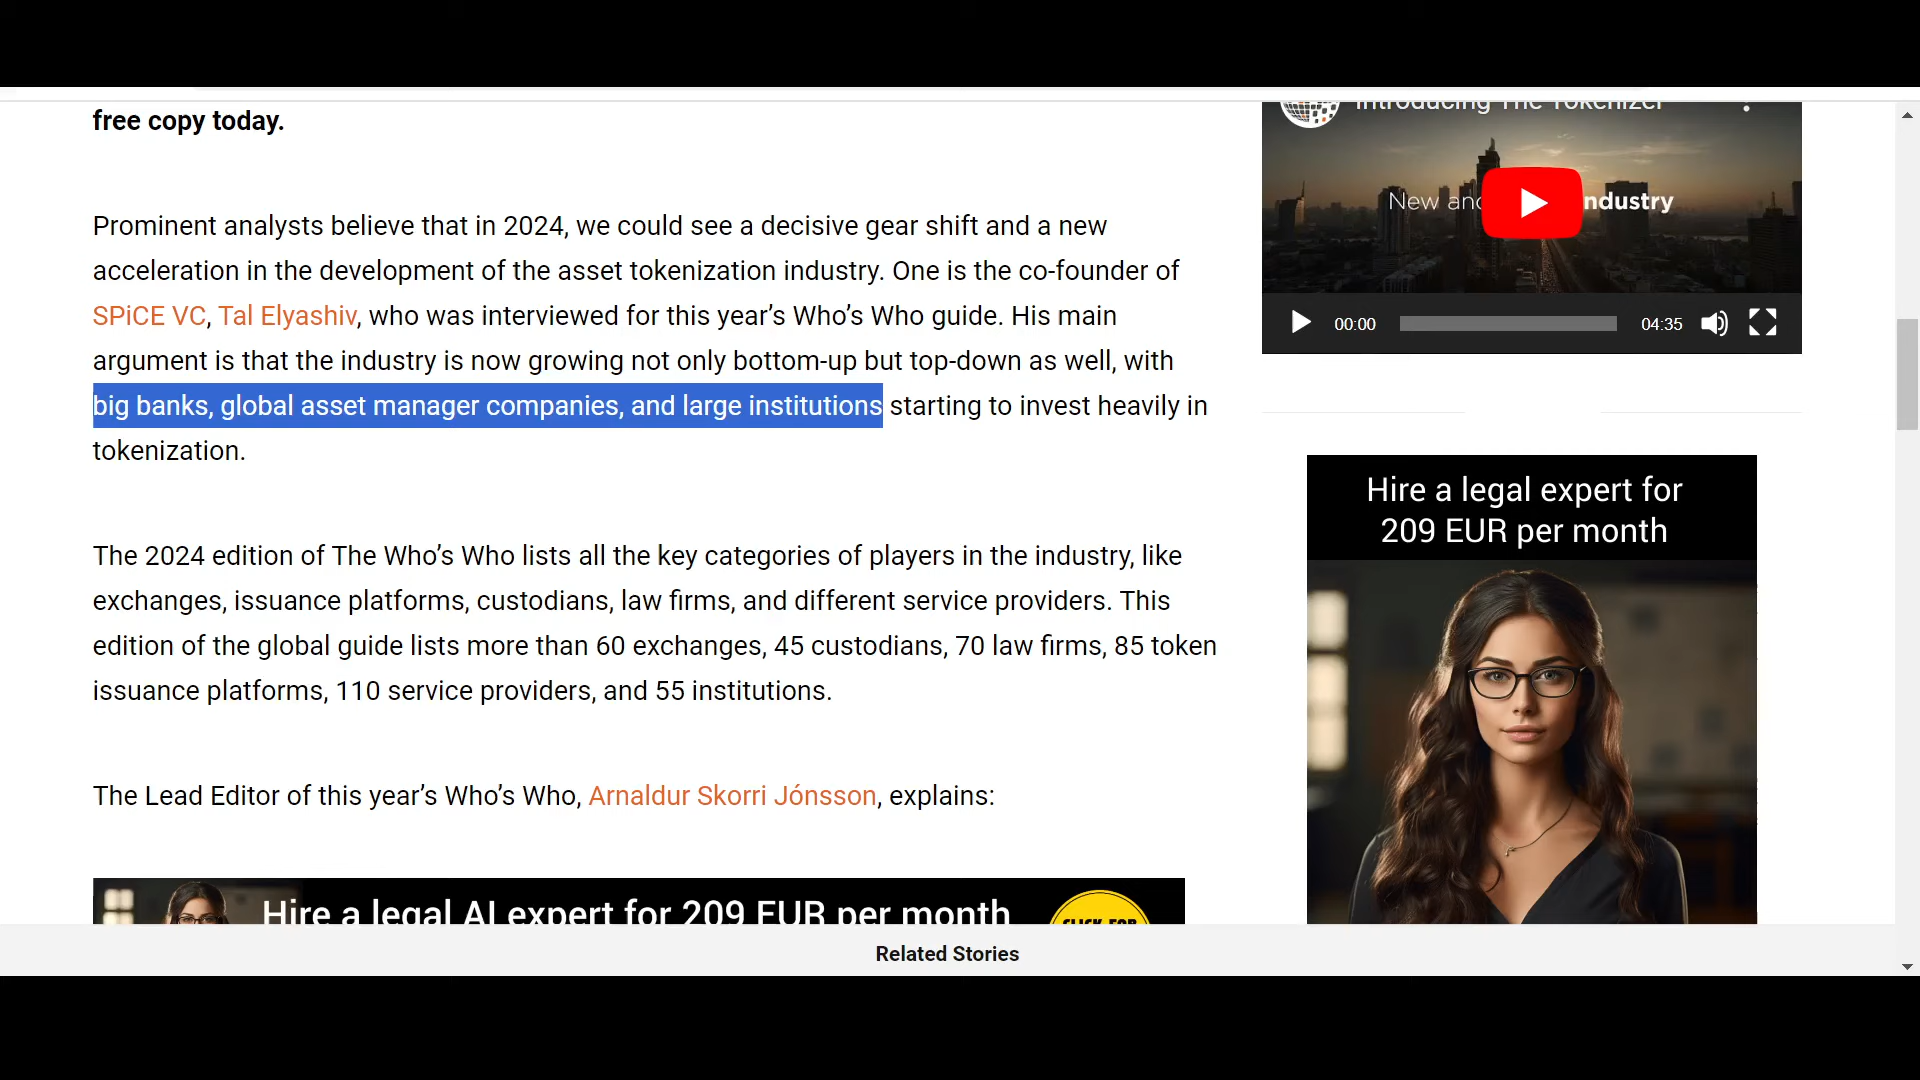 free copy today.
Prominent analysts believe that in 2024, we could see a decisive gear shift and a new
acceleration in the development of the asset tokenization industry. One is the co-founder of
SPiCE VC, Tal Elyashiv, who was interviewed for this year’s Who’s Who guide. His main
argument is that the industry is now growing not only bottom-up but top-down as well, with
big banks, global asset manager companies, and large institutions starting to invest heavily in
tokenization.
The 2024 edition of The Who’s Who lists all the key categories of players in the industry, like
exchanges, issuance platforms, custodians, law firms, and different service providers. This
edition of the global guide lists more than 60 exchanges, 45 custodians, 70 law firms, 85 token
issuance platforms, 110 service providers, and 55 institutions.
The Lead Editor of this year’s Who’s Who, Arnaldur Skorri Jónsson, explains:
Hire a legal AI expert for 209 EUR per month
CLICK FOR
Introducing The Tokenizer
New and ndustry
00:00
04:35
Hire a legal expert for
209 EUR per month
Related Stories